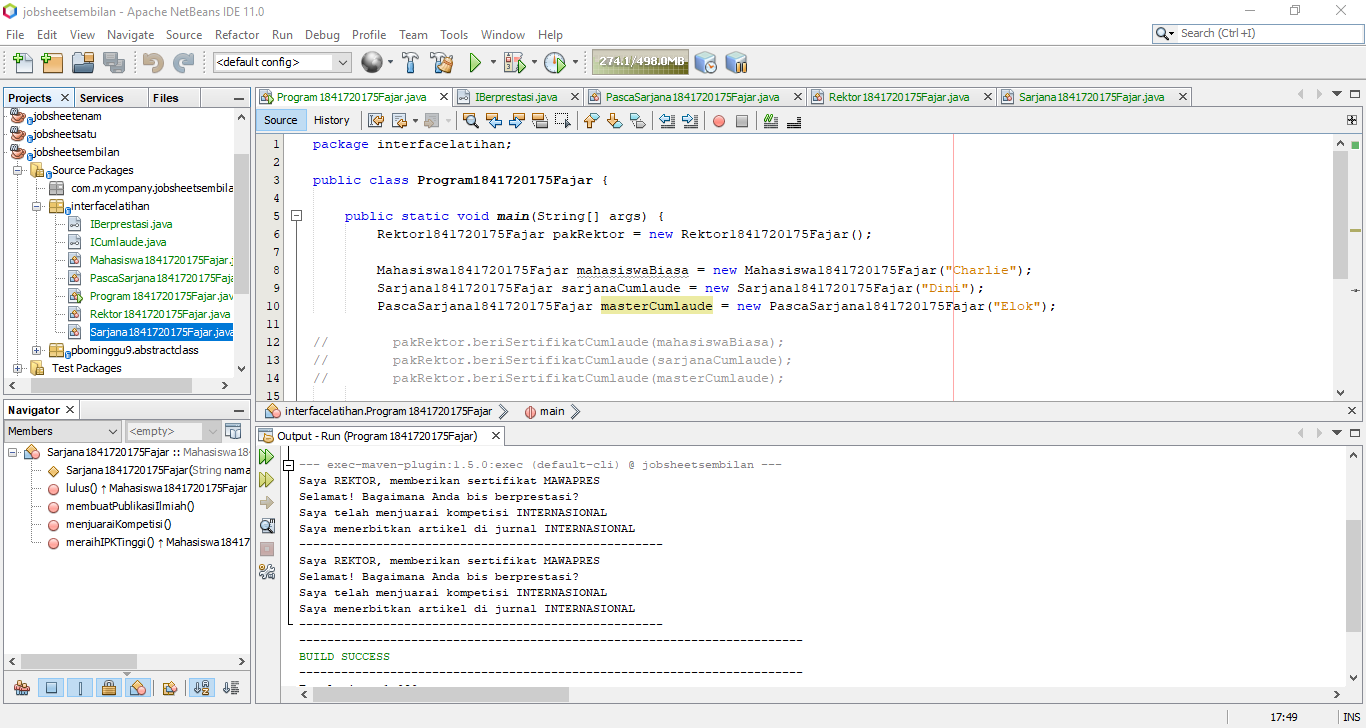 jobsheetsembilan - Apache NetBeans IDE 11.0
File Edit View Navigate Source Refactor Run Debug Profile Team Tools Window Help
Search (Ctrl+I)
<default config>
274.1/498.0MB
Projects Services Files
jobsheetenam
jobsheetsatu
jobsheetsembilan
Source Packages
com.mycompany.jobsheetsembila
interfacelatihan
IBerprestasi.java
ICumlaude.java
Mahasiswa1841720175Fajar.j
PascaSarjana1841720175Faja
Program1841720175Fajar.jav
Rektor1841720175Fajar.java
Sarjana1841720175Fajar.java
pbominggu9.abstractclass
Test Packages
Navigator
Members
<empty>
Sarjana1841720175Fajar :: Mahasiswa18
Sarjana1841720175Fajar(String nama
lulus() ↑ Mahasiswa1841720175Fajar
membuatPublikasiIlmiah()
menjuaraiKompetisi()
meraihIPKTinggi() ↑ Mahasiswa18417
Program1841720175Fajar.java IBerprestasi.java PascaSarjana1841720175Fajar.java Rektor1841720175Fajar.java Sarjana1841720175Fajar.java
Source History
1 package interfacelatihan;
2
3 public class Program1841720175Fajar {
4
5 public static void main(String[] args) {
6 Rektor1841720175Fajar pakRektor = new Rektor1841720175Fajar();
7
8 Mahasiswa1841720175Fajar mahasiswaBiasa = new Mahasiswa1841720175Fajar("Charlie");
9 Sarjana1841720175Fajar sarjanaCumlaude = new Sarjana1841720175Fajar("Dini");
10 PascaSarjana1841720175Fajar masterCumlaude = new PascaSarjana1841720175Fajar("Elok");
11
12 // pakRektor.beriSertifikatCumlaude(mahasiswaBiasa);
13 // pakRektor.beriSertifikatCumlaude(sarjanaCumlaude);
14 // pakRektor.beriSertifikatCumlaude(masterCumlaude);
15
interfacelatihan.Program1841720175Fajar main
Output - Run (Program1841720175Fajar)
--- exec-maven-plugin:1.5.0:exec (default-cli) @ jobsheetsembilan ---
Saya REKTOR, memberikan sertifikat MAWAPRES
Selamat! Bagaimana Anda bis berprestasi?
Saya telah menjuarai kompetisi INTERNASIONAL
Saya menerbitkan artikel di jurnal INTERNASIONAL
----------------------------------------------------
Saya REKTOR, memberikan sertifikat MAWAPRES
Selamat! Bagaimana Anda bis berprestasi?
Saya telah menjuarai kompetisi INTERNASIONAL
Saya menerbitkan artikel di jurnal INTERNASIONAL
----------------------------------------------------
------------------------------------------------------------------------
BUILD SUCCESS
------------------------------------------------------------------------
17:49 INS